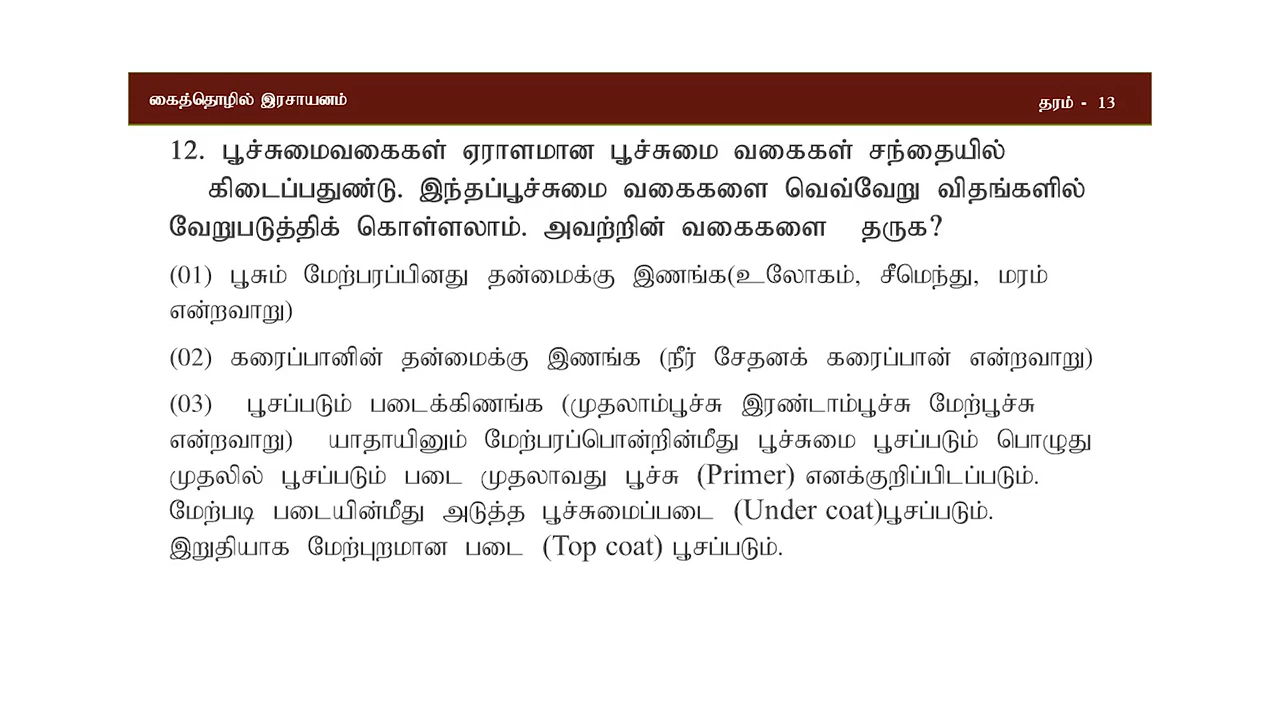 கைத்தொழில் இரசாயனம்
தரம் - 13
12. பூச்சுமைவகைகள் ஏராளமான பூச்சுமை வகைகள் சந்தையில்
கிடைப்பதுண்டு. இந்தப்பூச்சுமை வகைகளை வெவ்வேறு விதங்களில்
வேறுபடுத்திக் கொள்ளலாம். அவற்றின் வகைகளை தருக?
(01) பூசும் மேற்பரப்பினது தன்மைக்கு இணங்க(உலோகம், சீமெந்து, மரம்
என்றவாறு)
(02) கரைப்பானின் தன்மைக்கு இணங்க (நீர் சேதனக் கரைப்பான் என்றவாறு)
(03) பூசப்படும் படைக்கிணங்க (முதலாம்பூச்சு இரண்டாம்பூச்சு மேற்பூச்சு
என்றவாறு) யாதாயினும் மேற்பரப்பொன்றின்மீது பூச்சுமை பூசப்படும் பொழுது
முதலில் பூசப்படும் படை முதலாவது பூச்சு (Primer) எனக்குறிப்பிடப்படும்.
மேற்படி படையின்மீது அடுத்த பூச்சுமைப்படை (Under coat)பூசப்படும்.
இறுதியாக மேற்புறமான படை (Top coat) பூசப்படும்.